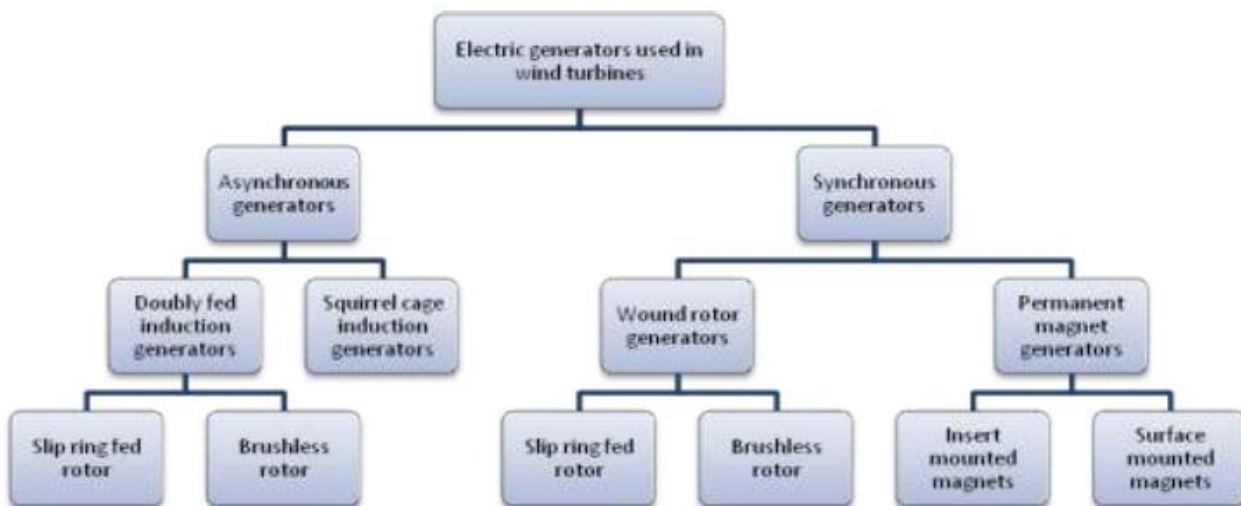 Electric generators used in
wind turbines
Asynchronous
generators
Synchronous
generators
Doubly fed
induction
generators
Squirrel cage
induction
generators
Wound rotor
generators
Permanent
magnet
generators
Slip ring fed
rotor
Brushless
rotor
Slip ring fed
rotor
Brushless
rotor
Insert
mounted
magnets
Surface
mounted
magnets